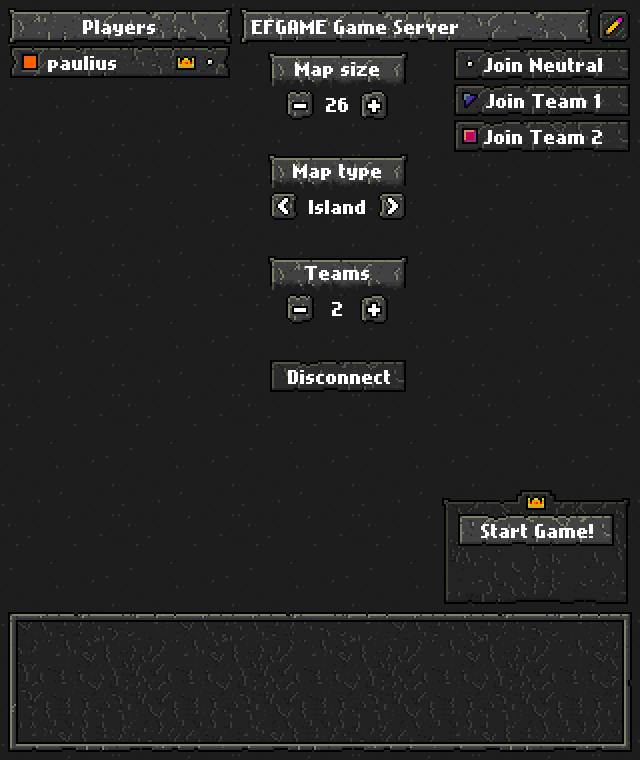 Players
EFGAME Game Server
paulius
Map size
26
Map type
Island
Teams
2
Disconnect
Join Neutral
Join Team 1
Join Team 2
Start Game!